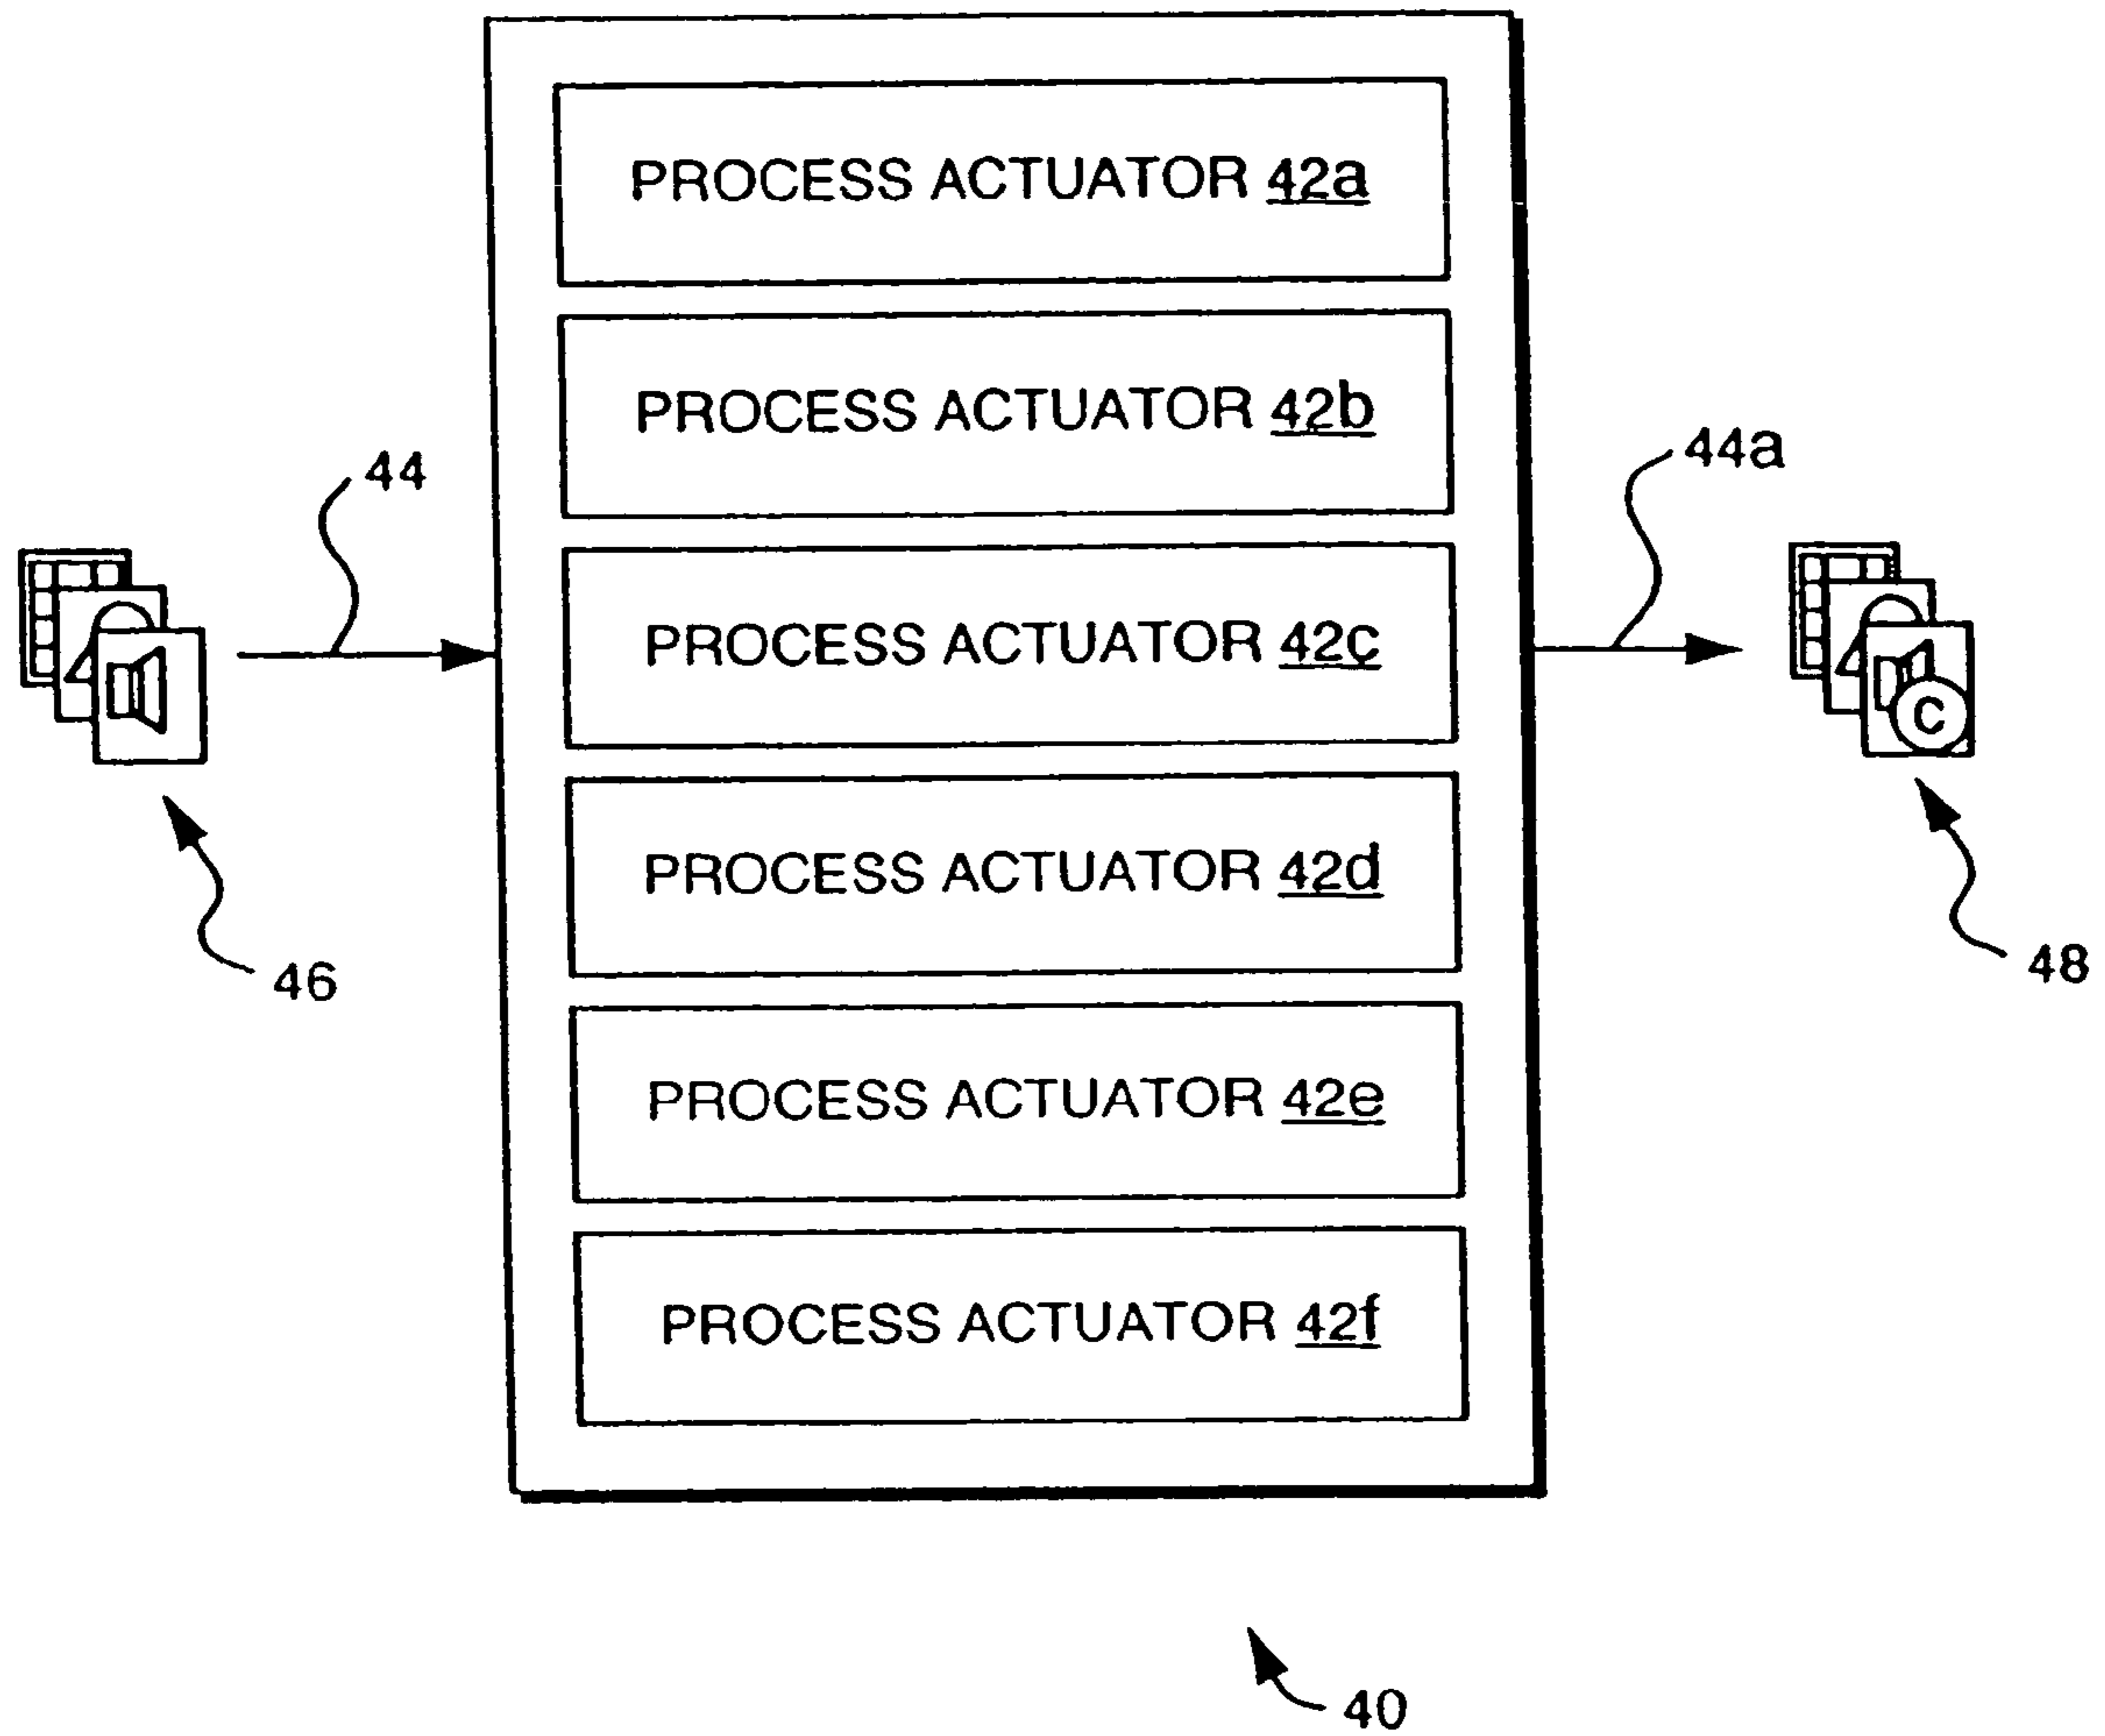 PROCESS ACTUATOR 42a
PROCESS ACTUATOR 42b
44
44a
PROCESS ACTUATOR 42c
C
PROCESS ACTUATOR 42d
46
48
PROCESS ACTUATOR 42e
PROCESS ACTUATOR 42f
40